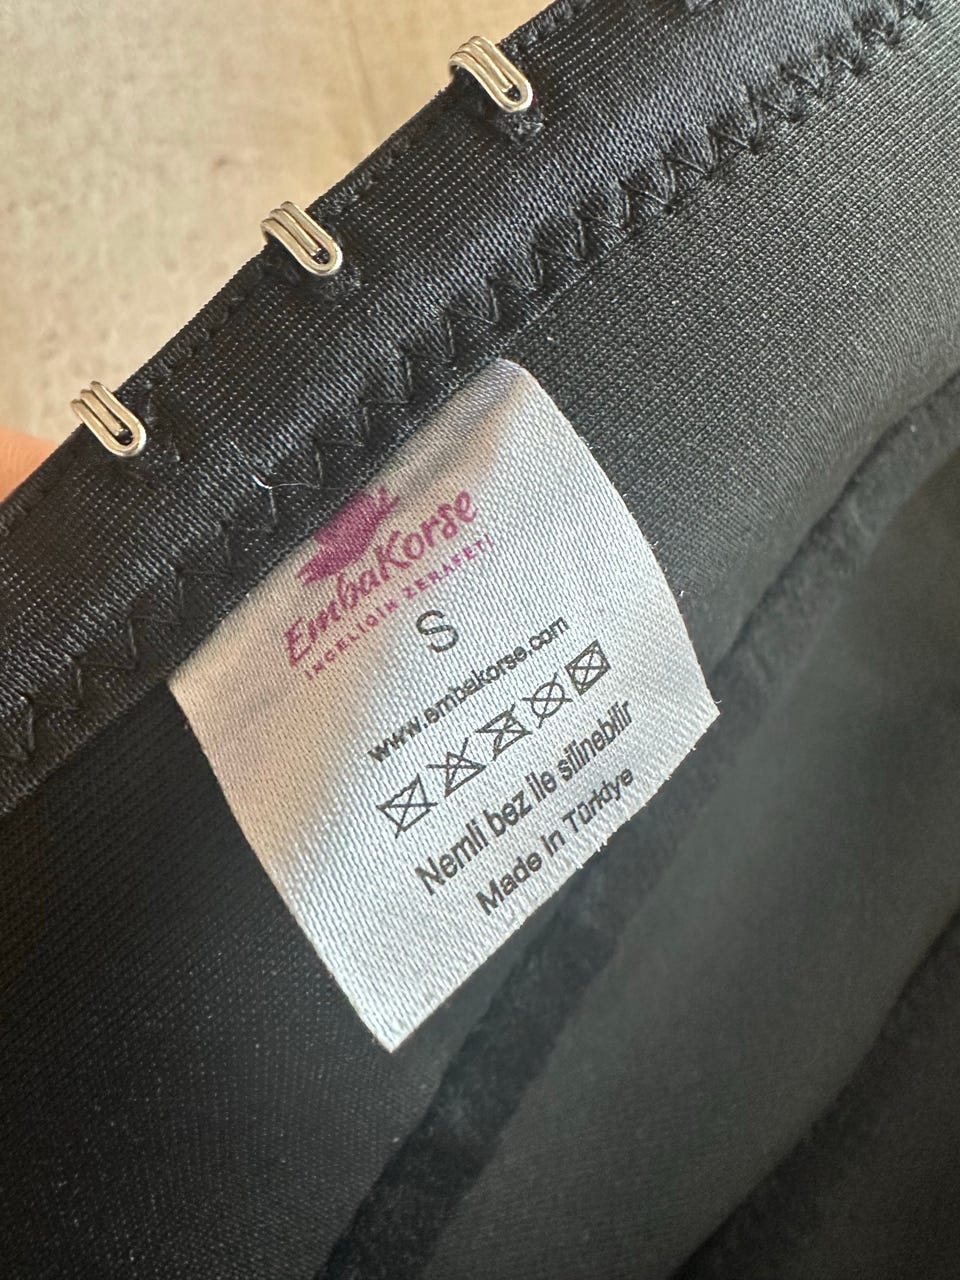 EmbaKorse
İNCELİĞİN ZERAFETİ
S
www.embakorse.com
Nemli bez ile silinebilir
Made in Türkiye